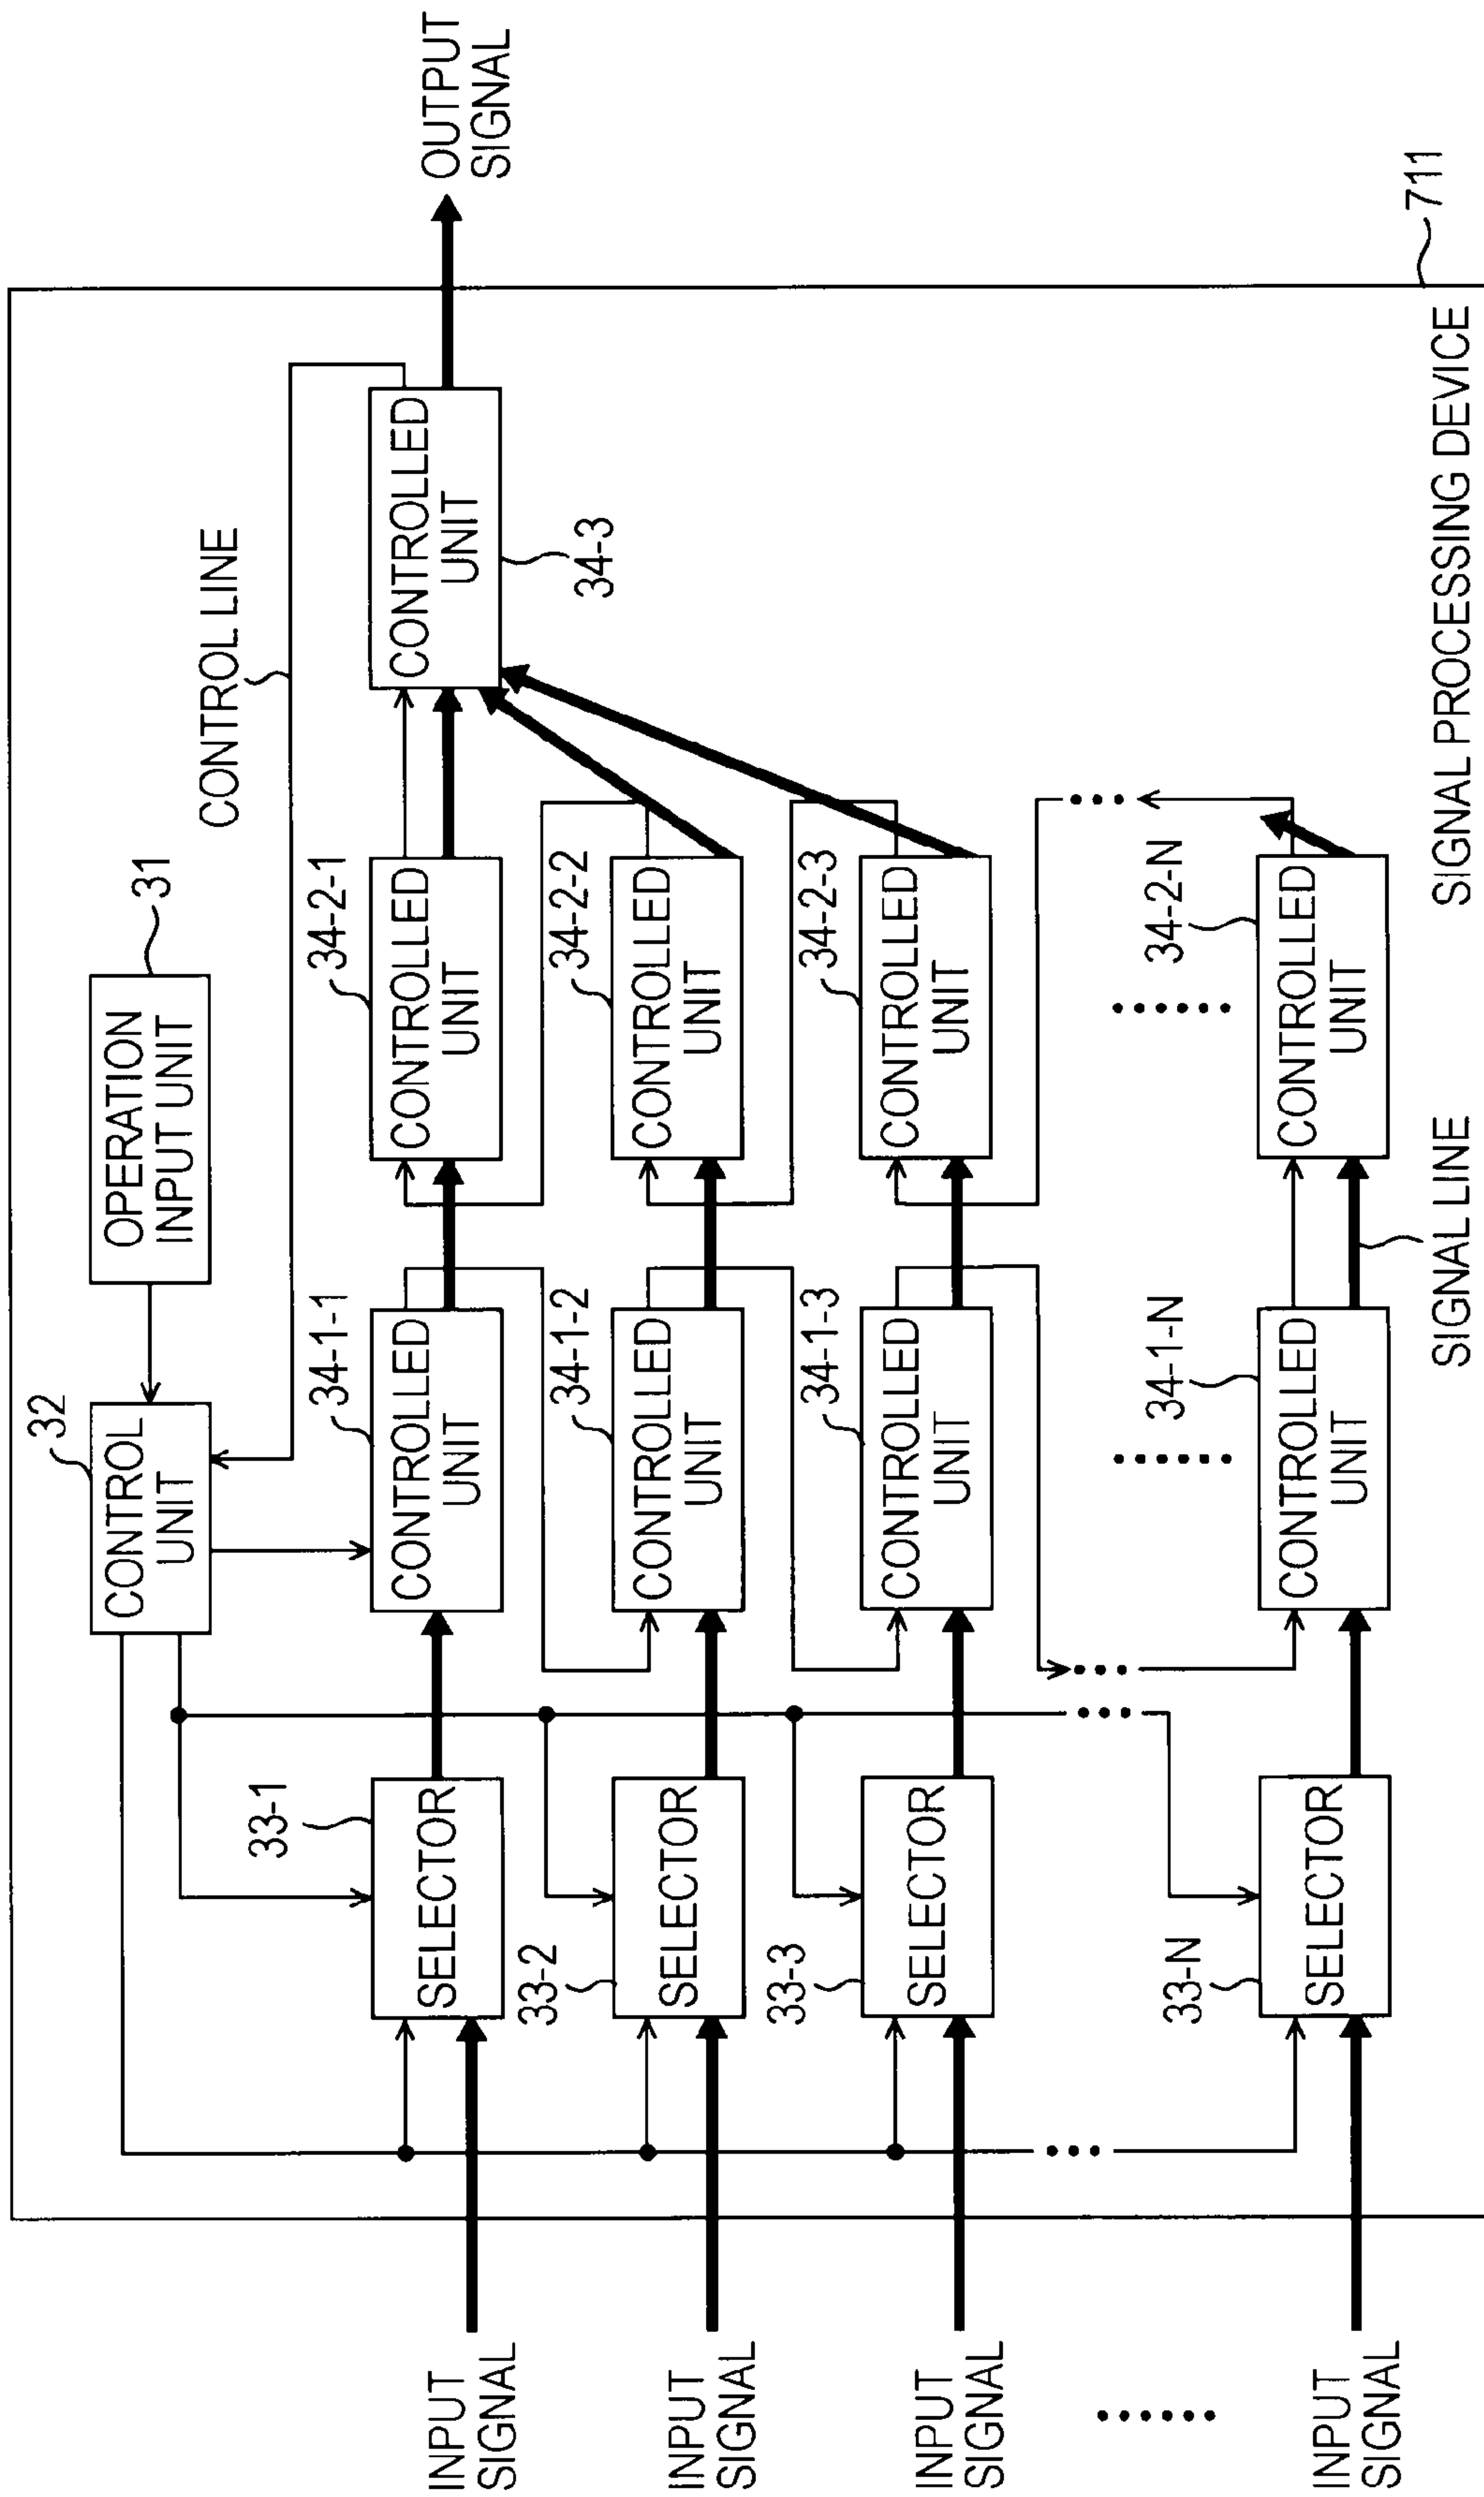 OPERATION
INPUT UNIT
31
CONTROL
UNIT
32
CONTROL LINE
INPUT
SIGNAL
SELECTOR
33-1
CONTROLLED
UNIT
34-1-1
CONTROLLED
UNIT
34-2-1
CONTROLLED
UNIT
34-3
OUTPUT
SIGNAL
INPUT
SIGNAL
SELECTOR
33-2
CONTROLLED
UNIT
34-1-2
CONTROLLED
UNIT
34-2-2
INPUT
SIGNAL
SELECTOR
33-3
CONTROLLED
UNIT
34-1-3
CONTROLLED
UNIT
34-2-3
INPUT
SIGNAL
SELECTOR
33-N
CONTROLLED
UNIT
34-1-N
CONTROLLED
UNIT
34-2-N
SIGNAL LINE
SIGNAL PROCESSING DEVICE
711